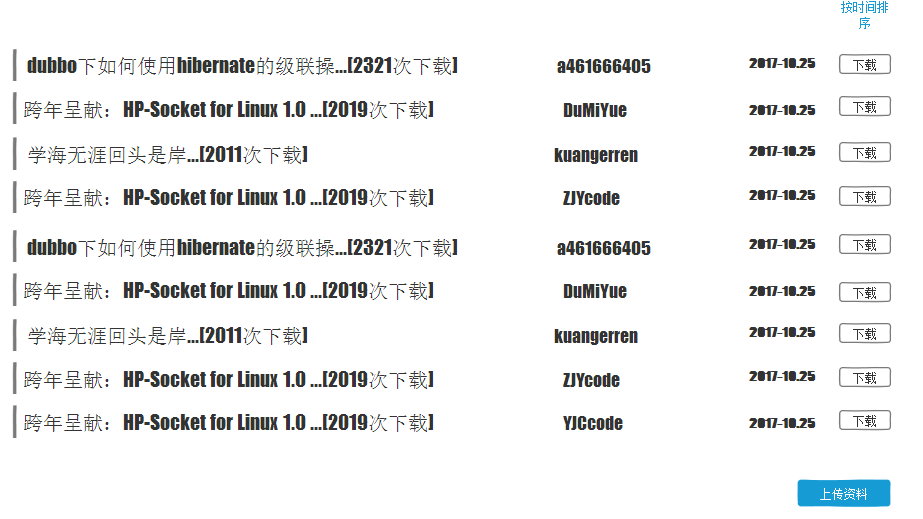 按时间排
序
dubbo下如何使用hibernate的级联操...[2321次下载] a461666405 2017-10.25 下载
跨年呈献：HP-Socket for Linux 1.0 ...[2019次下载] DuMiYue 2017-10.25 下载
学海无涯回头是岸...[2011次下载] kuangerren 2017-10.25 下载
跨年呈献：HP-Socket for Linux 1.0 ...[2019次下载] ZJYcode 2017-10.25 下载
dubbo下如何使用hibernate的级联操...[2321次下载] a461666405 2017-10.25 下载
跨年呈献：HP-Socket for Linux 1.0 ...[2019次下载] DuMiYue 2017-10.25 下载
学海无涯回头是岸...[2011次下载] kuangerren 2017-10.25 下载
跨年呈献：HP-Socket for Linux 1.0 ...[2019次下载] ZJYcode 2017-10.25 下载
跨年呈献：HP-Socket for Linux 1.0 ...[2019次下载] YJCcode 2017-10.25 下载
上传资料